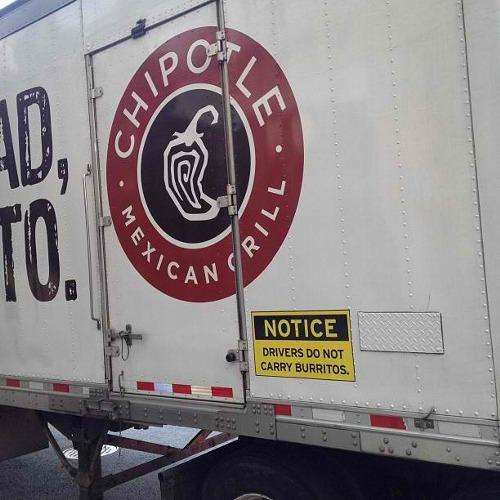 AD,
TO.
CHIPOTLE
MEXICAN GRILL
NOTICE
DRIVERS DO NOT
CARRY BURRITOS.